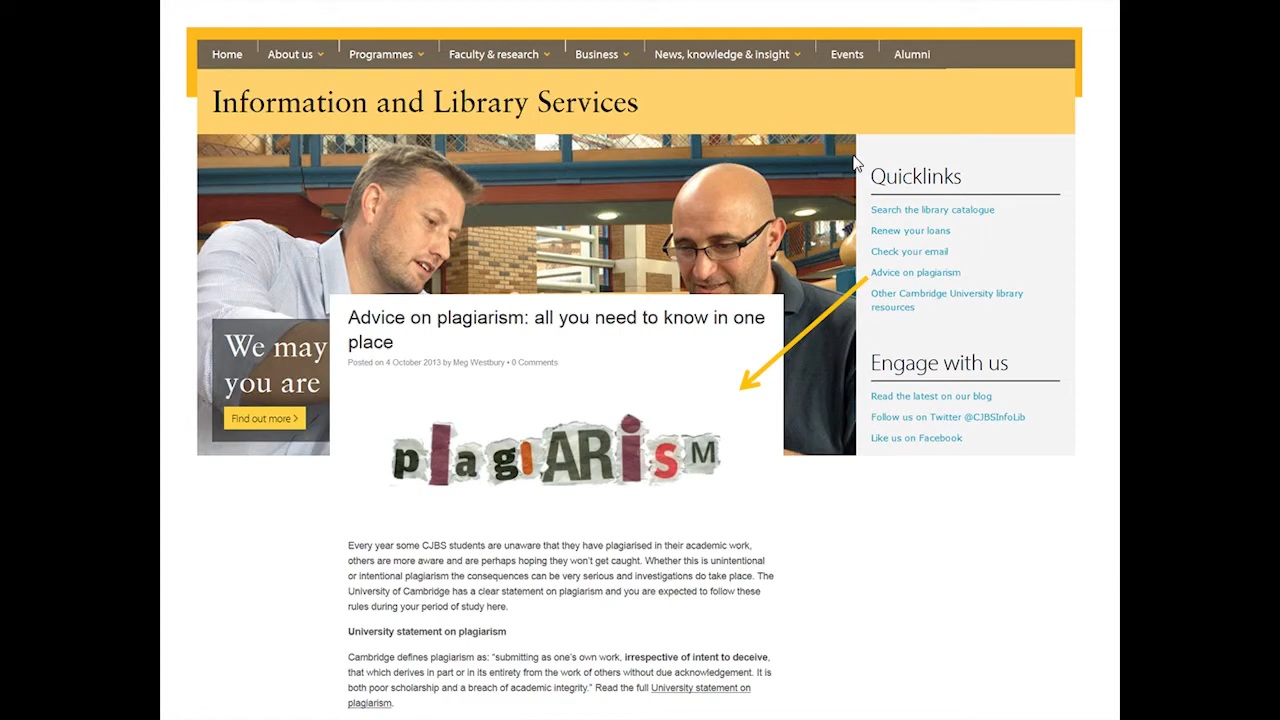 Home About us Programmes Faculty & research Business News, knowledge & insight Events Alumni
Information and Library Services
We may
you are
Find out more >
Advice on plagiarism: all you need to know in one
place
Posted on 4 October 2013 by Meg Westbury • 0 Comments
plagIARisM
Every year some CJBS students are unaware that they have plagiarised in their academic work,
others are more aware and are perhaps hoping they won't get caught. Whether this is unintentional
or intentional plagiarism the consequences can be very serious and investigations do take place. The
University of Cambridge has a clear statement on plagiarism and you are expected to follow these
rules during your period of study here.
University statement on plagiarism
Cambridge defines plagiarism as: “submitting as one's own work, irrespective of intent to deceive,
that which derives in part or in its entirety from the work of others without due acknowledgement. It is
both poor scholarship and a breach of academic integrity.” Read the full University statement on
plagiarism.
Quicklinks
Search the library catalogue
Renew your loans
Check your email
Advice on plagiarism
Other Cambridge University library
resources
Engage with us
Read the latest on our blog
Follow us on Twitter @CJBSInfoLib
Like us on Facebook